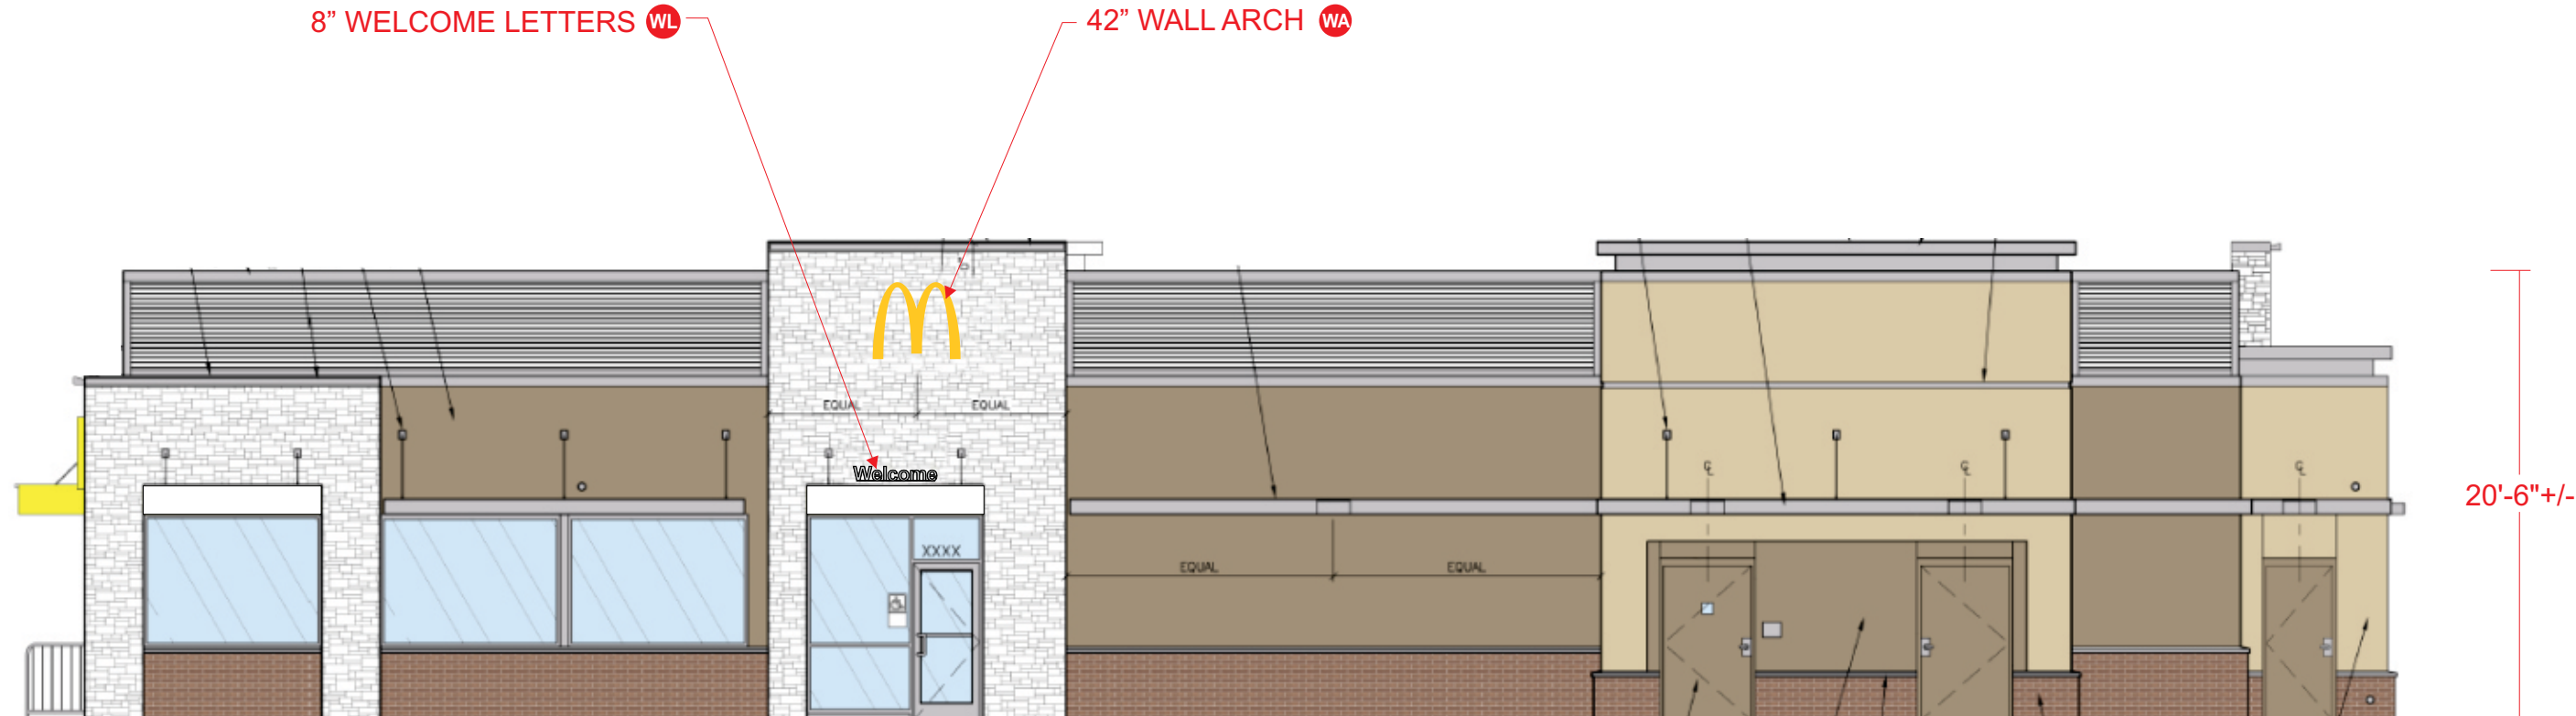 8” WELCOME LETTERS WL
42” WALL ARCH WA
EQUAL EQUAL
Welcome
20'-6"+/-
XXXX
EQUAL EQUAL